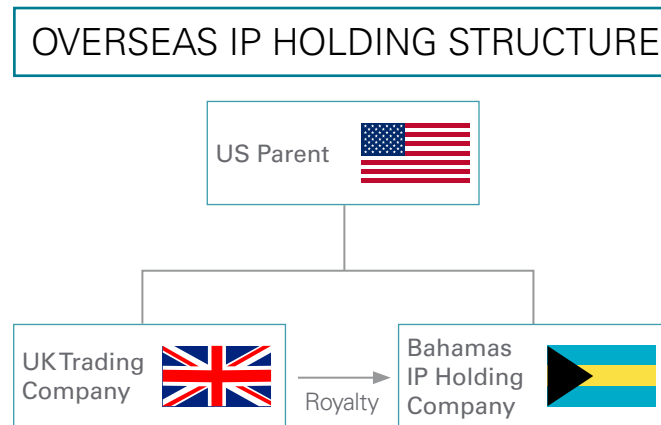 OVERSEAS IP HOLDING STRUCTURE
US Parent
UK Trading
Company
Royalty
Bahamas
IP Holding
Company